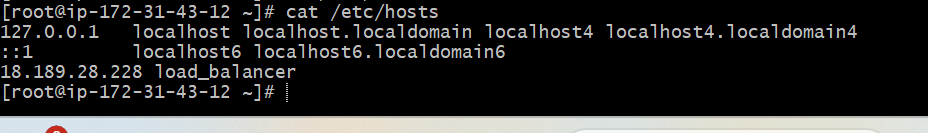 [root@ip-172-31-43-12 ~]# cat /etc/hosts
127.0.0.1   localhost localhost.localdomain localhost4 localhost4.localdomain4
::1         localhost6 localhost6.localdomain6
18.189.28.228 load_balancer
[root@ip-172-31-43-12 ~]#